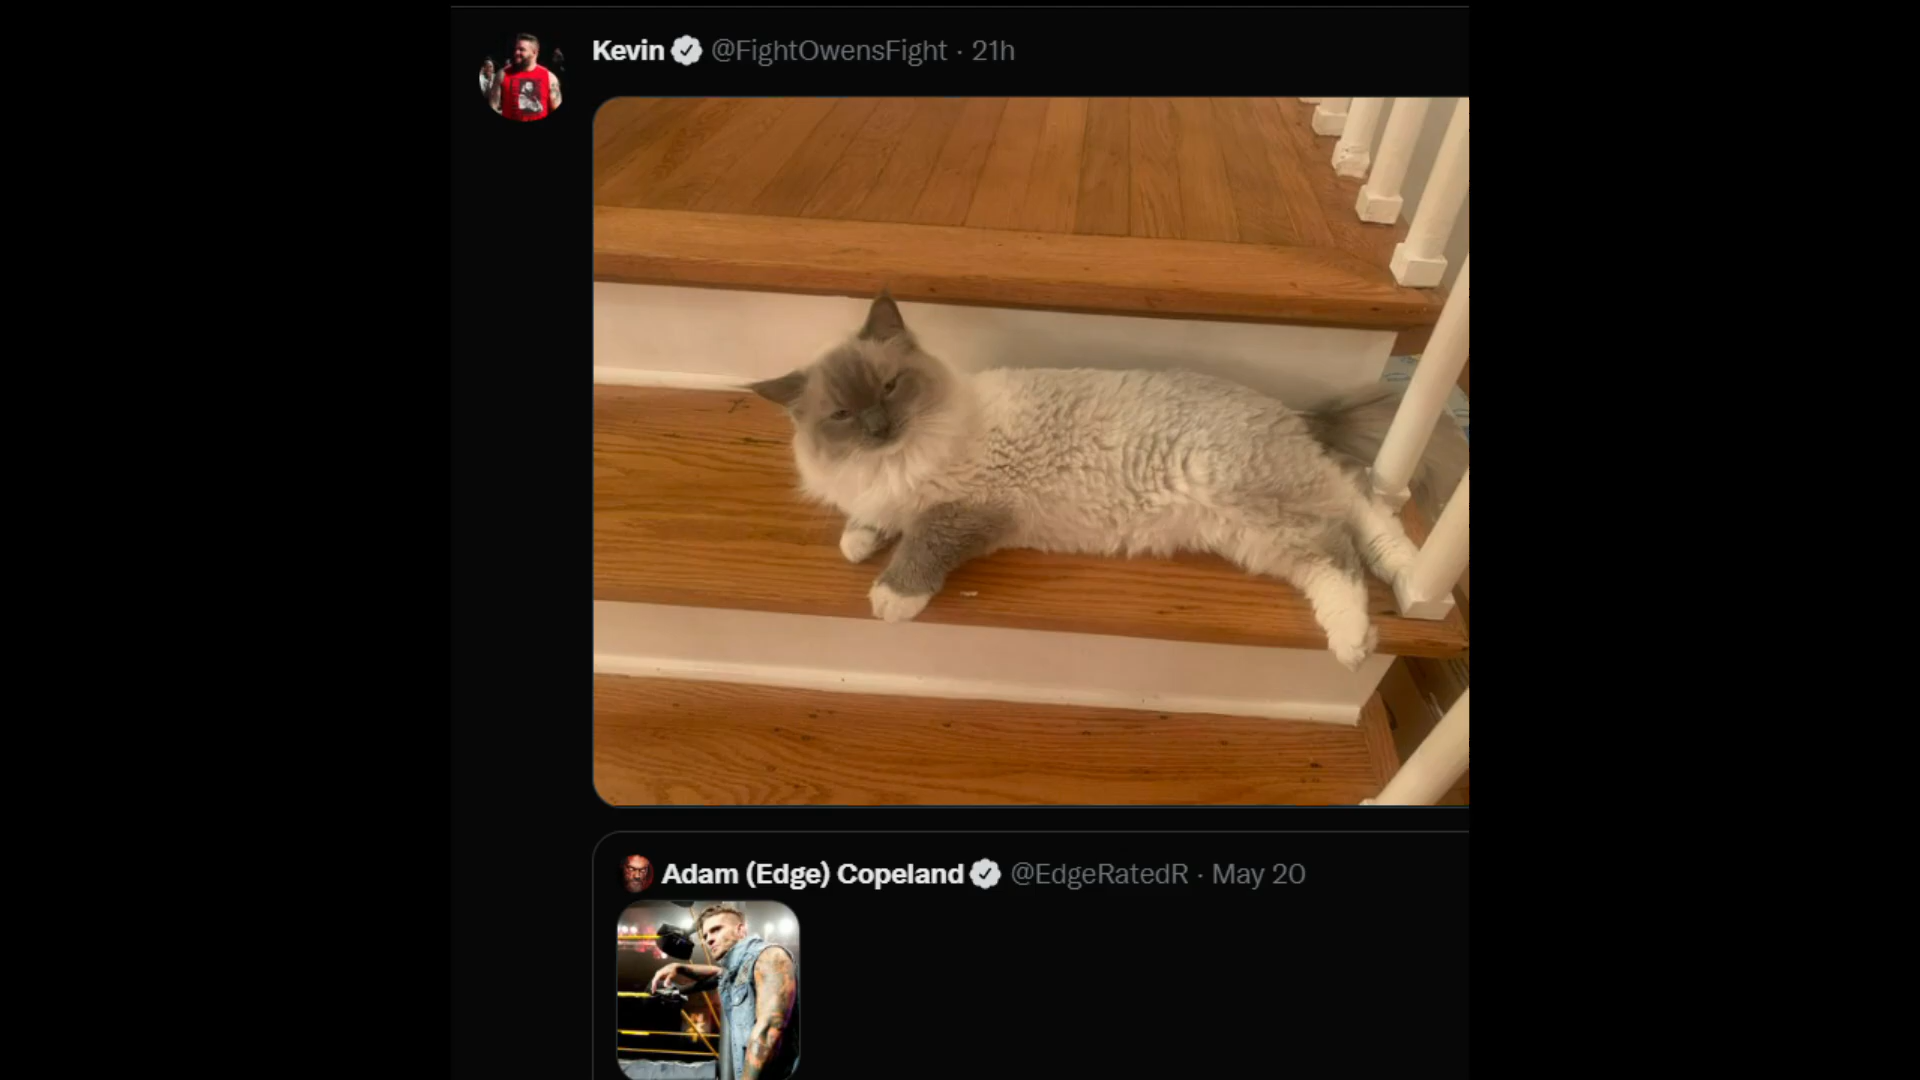 Kevin @FightOwensFight · 21h
Adam (Edge) Copeland @EdgeRatedR · May 20